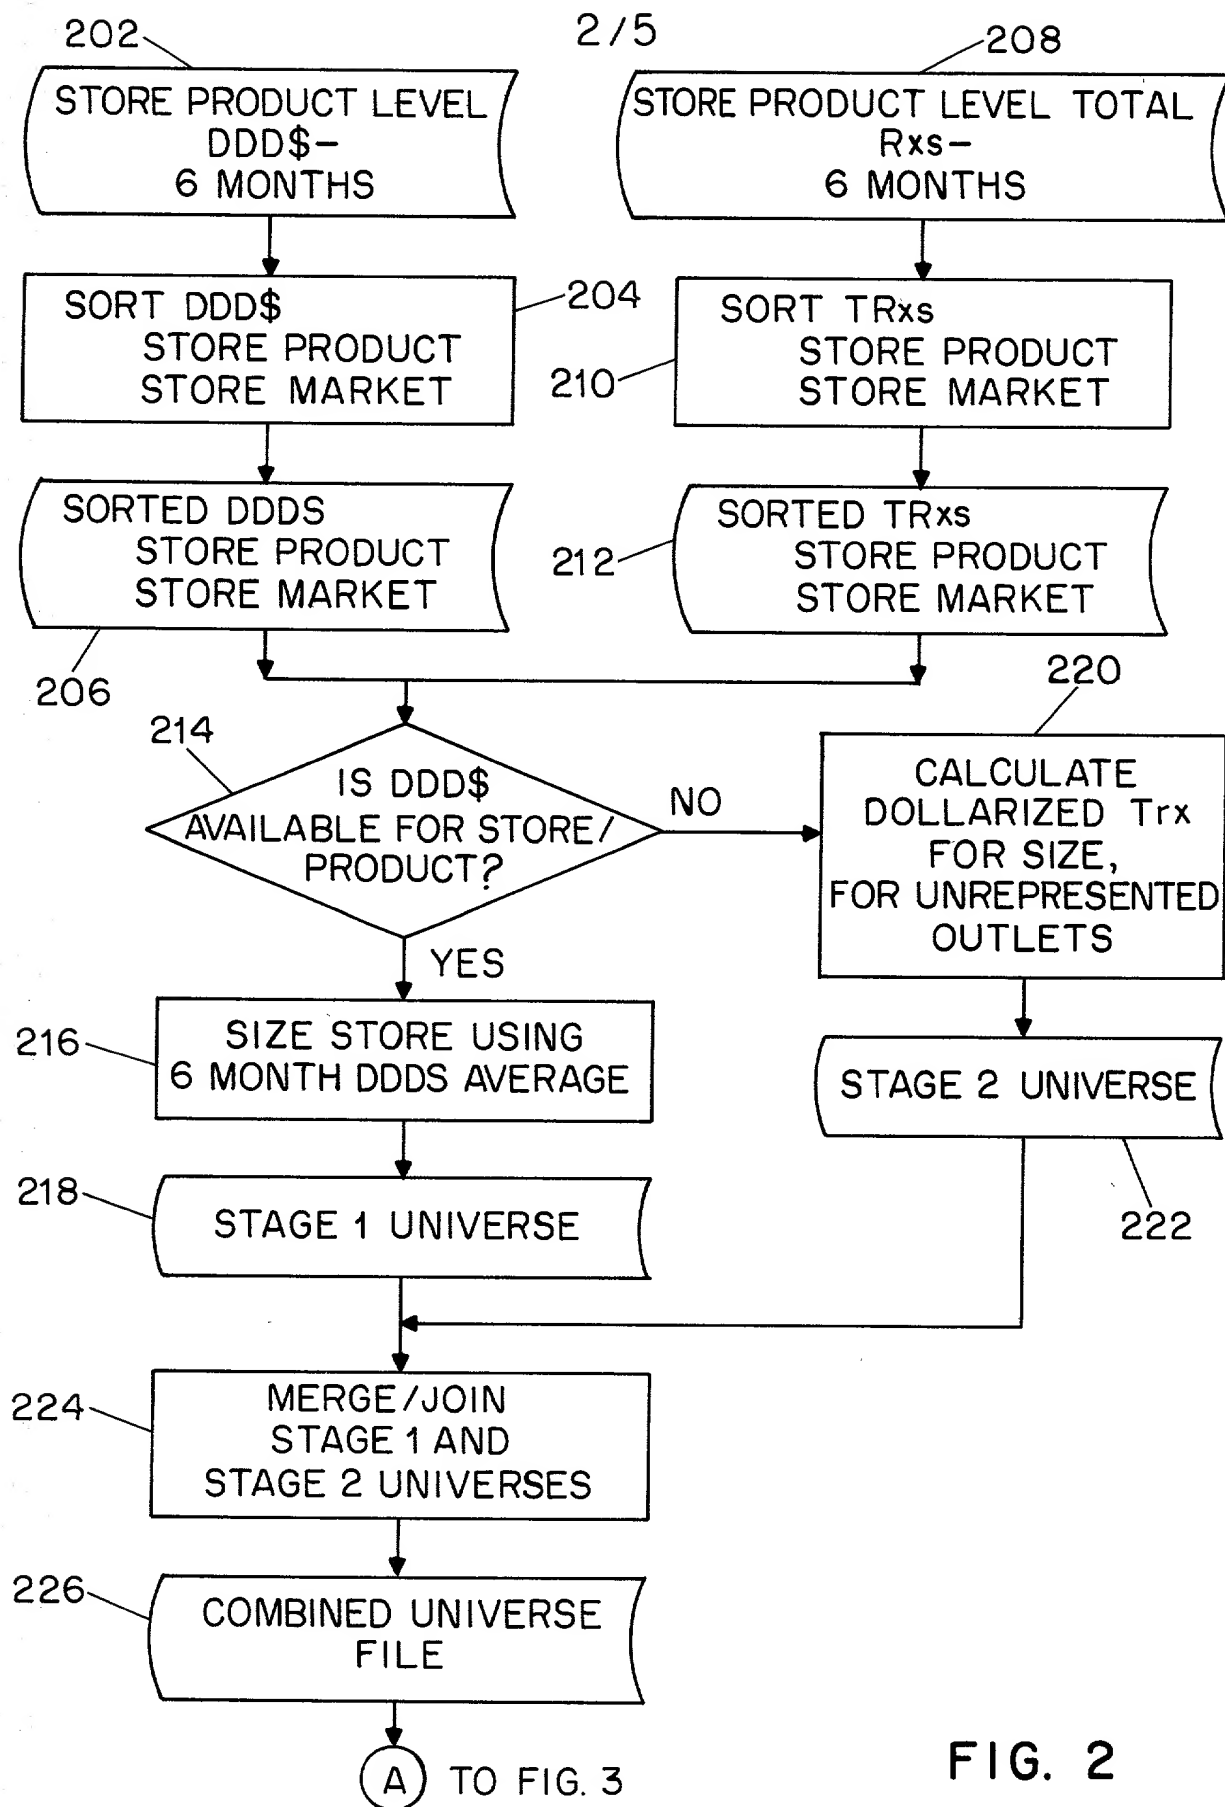 2/5
202
STORE PRODUCT LEVEL
DDD$-
6 MONTHS
208
STORE PRODUCT LEVEL TOTAL
Rxs-
6 MONTHS
SORT DDD$
STORE PRODUCT
STORE MARKET
204
SORT TRxs
STORE PRODUCT
STORE MARKET
210
SORTED DDDS
STORE PRODUCT
STORE MARKET
206
SORTED TRxs
STORE PRODUCT
STORE MARKET
212
214
IS DDD$
AVAILABLE FOR STORE/
PRODUCT?
NO
YES
220
CALCULATE
DOLLARIZED Trx
FOR SIZE,
FOR UNREPRESENTED
OUTLETS
216
SIZE STORE USING
6 MONTH DDDS AVERAGE
STAGE 2 UNIVERSE
222
218
STAGE 1 UNIVERSE
224
MERGE/JOIN
STAGE 1 AND
STAGE 2 UNIVERSES
226
COMBINED UNIVERSE
FILE
A TO FIG. 3
FIG. 2